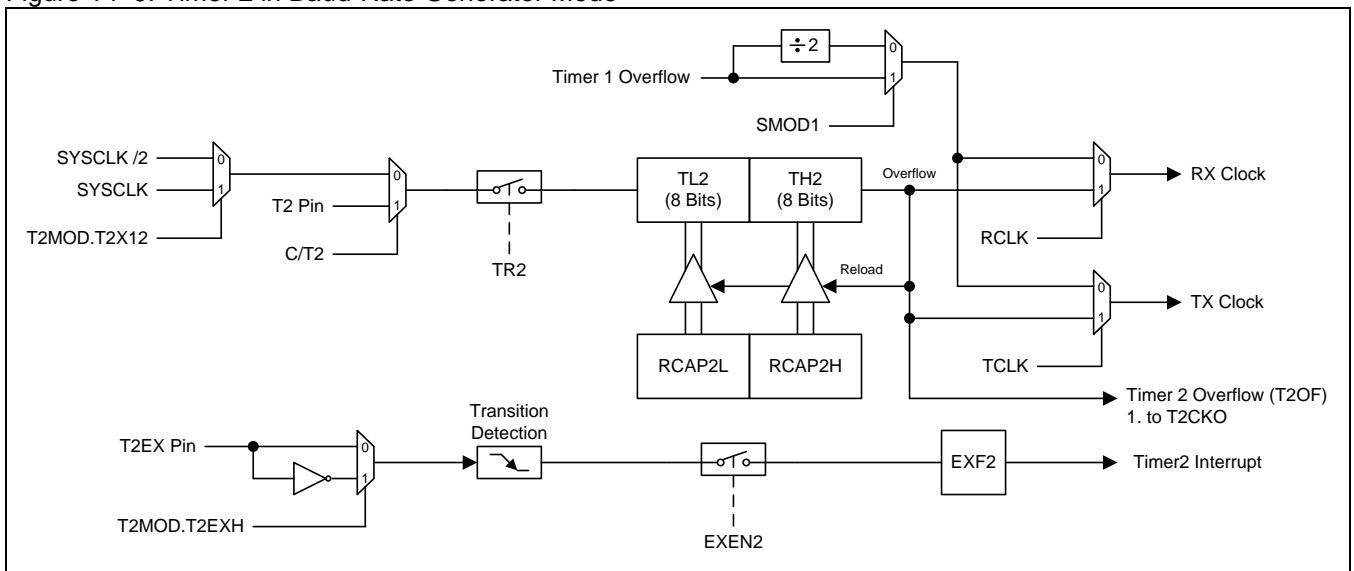 Figure Timer 2 in Baud Rate Generator Mode
÷2
0
1
Timer 1 Overflow
SMOD1
SYSCLK /2
SYSCLK
0
1
T2MOD.T2X12
T2 Pin
0
1
C/T2
TR2
TL2
(8 Bits)
TH2
(8 Bits)
Overflow
Reload
RCAP2L
RCAP2H
0
1
RX Clock
RCLK
0
1
TX Clock
TCLK
Timer 2 Overflow (T2OF)
1. to T2CKO
T2EX Pin
0
1
T2MOD.T2EXH
Transition
Detection
EXEN2
EXF2
Timer2 Interrupt